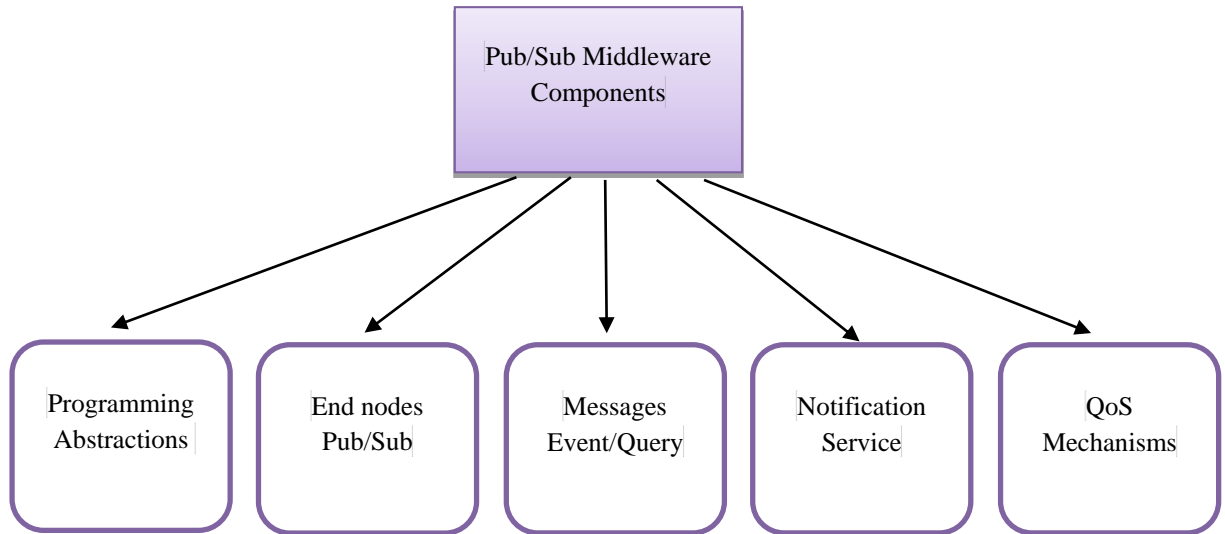 Pub/Sub Middleware
Components
Programming
Abstractions
End nodes
Pub/Sub
Messages
Event/Query
Notification
Service
QoS
Mechanisms